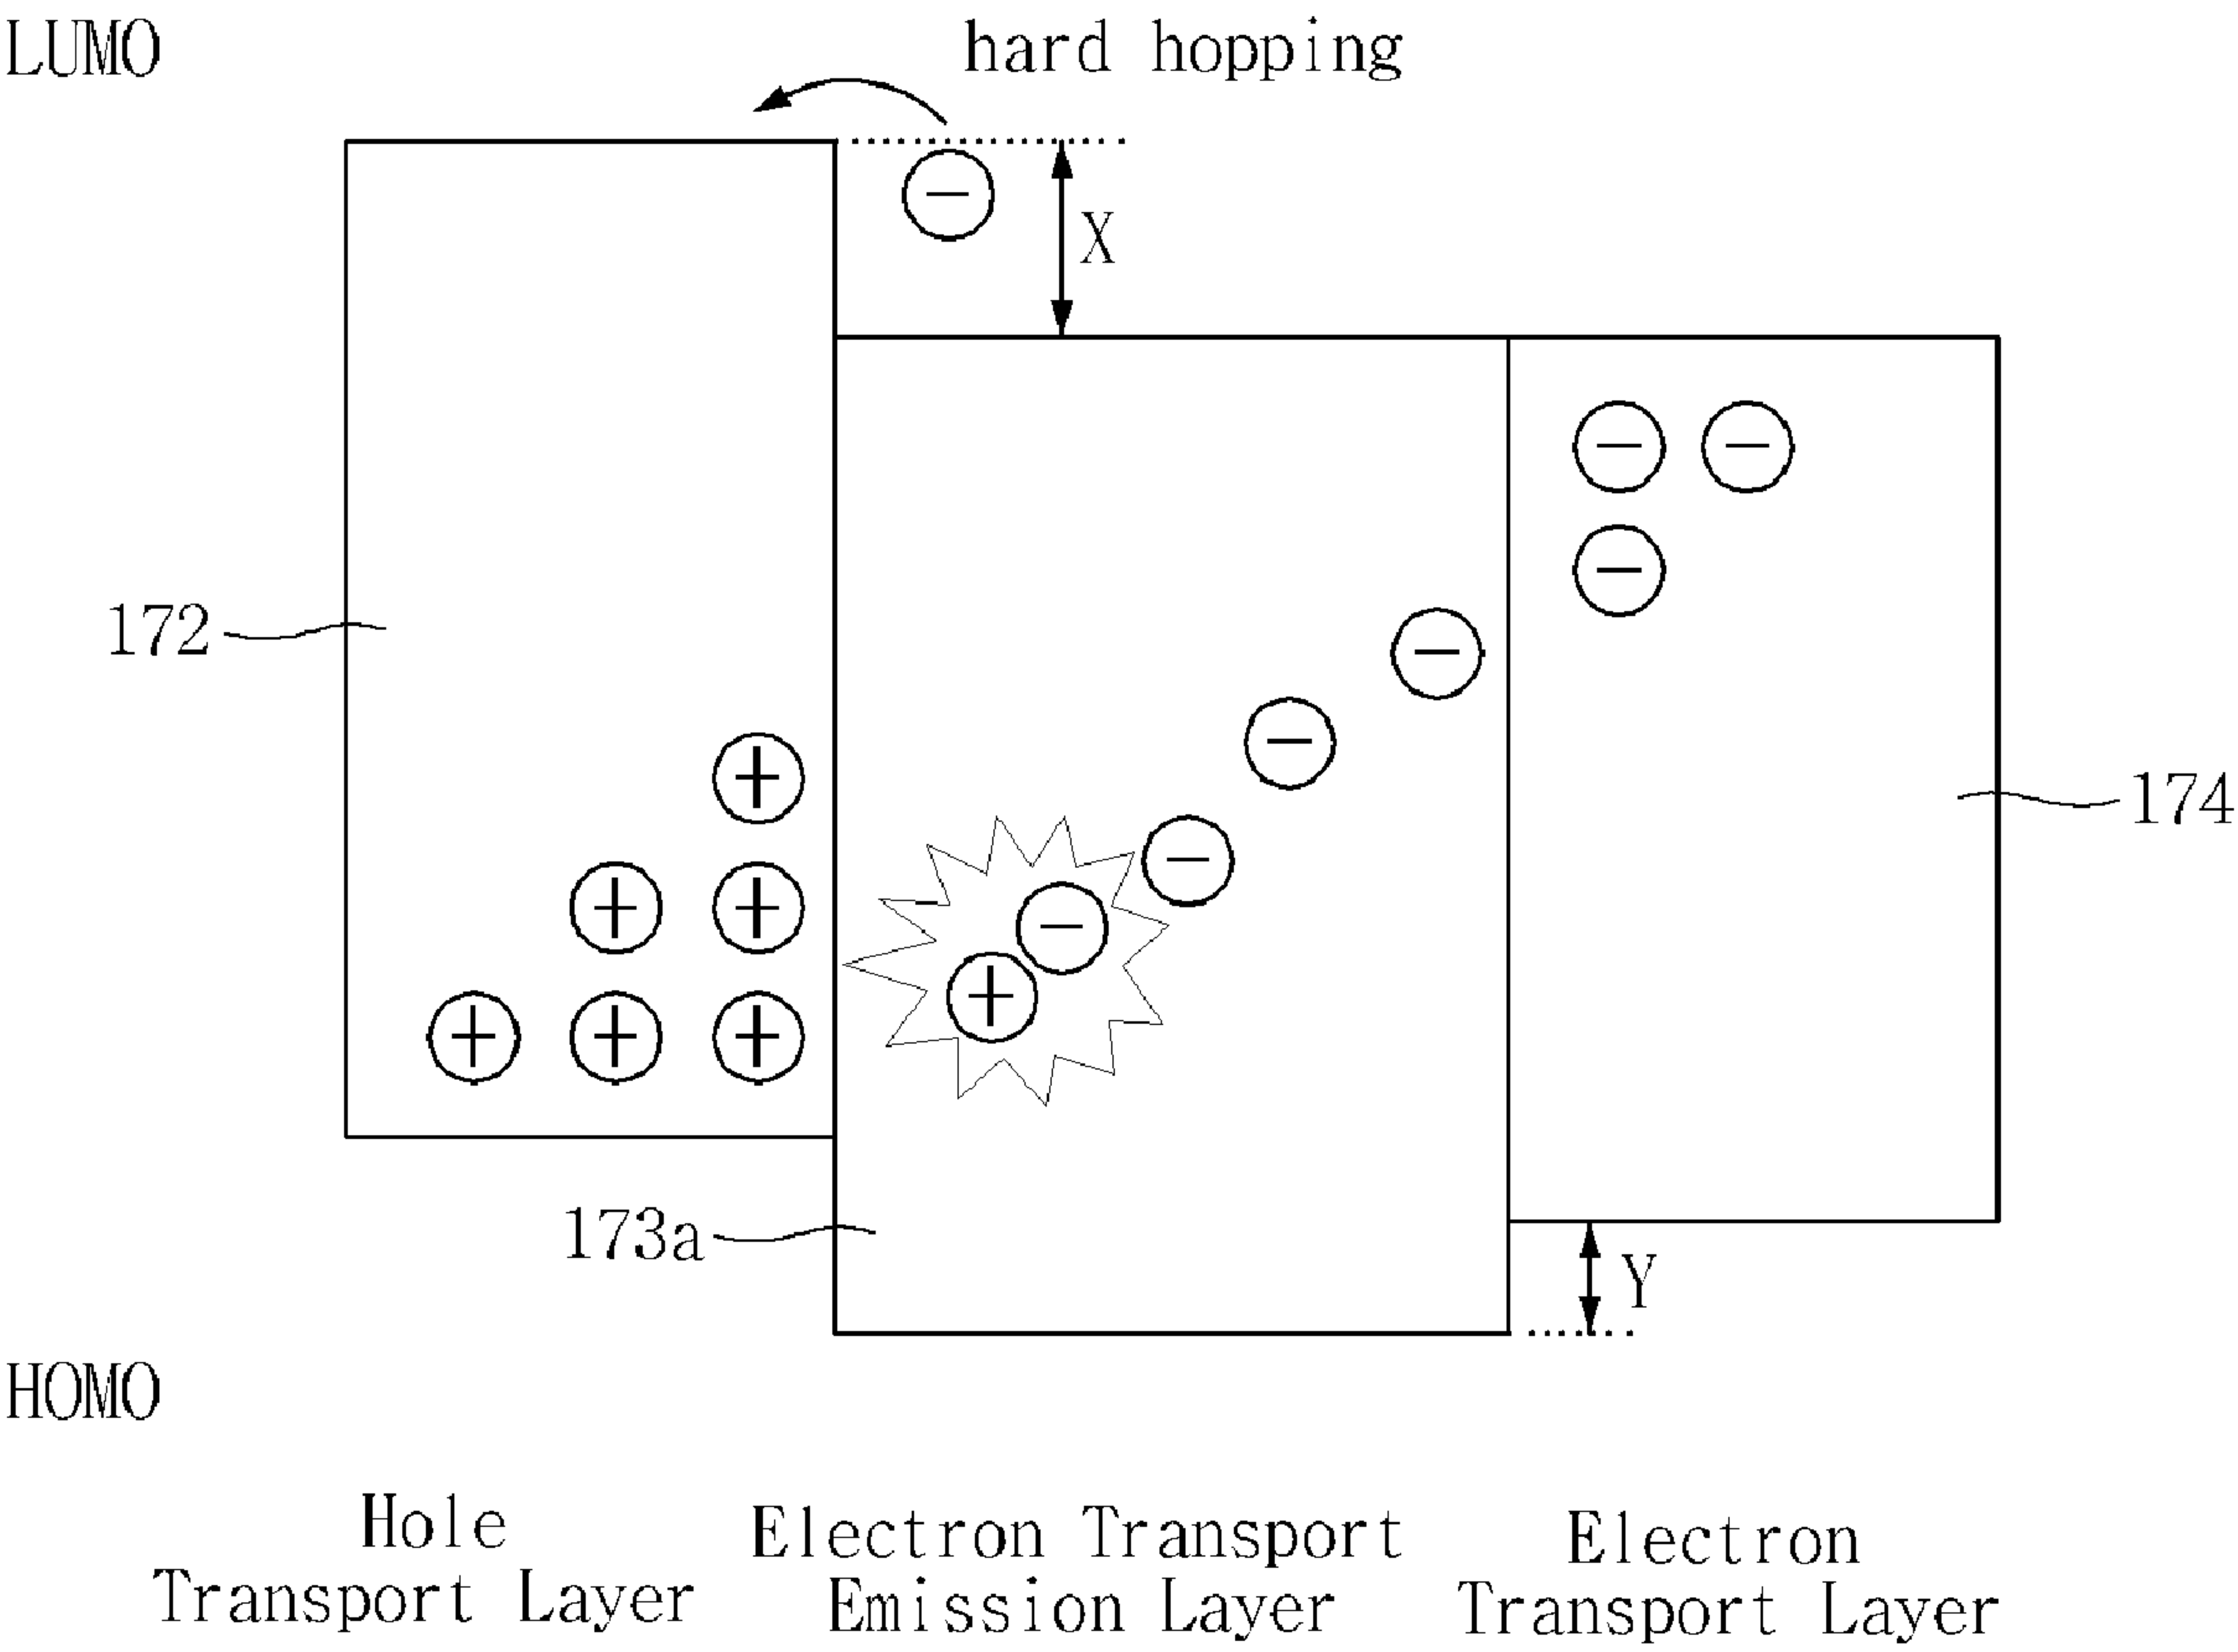 LUMO
hard hopping
X
172
174
173a
Y
HOMO
Hole
Transport Layer
Electron Transport
Emission Layer
Electron
Transport Layer